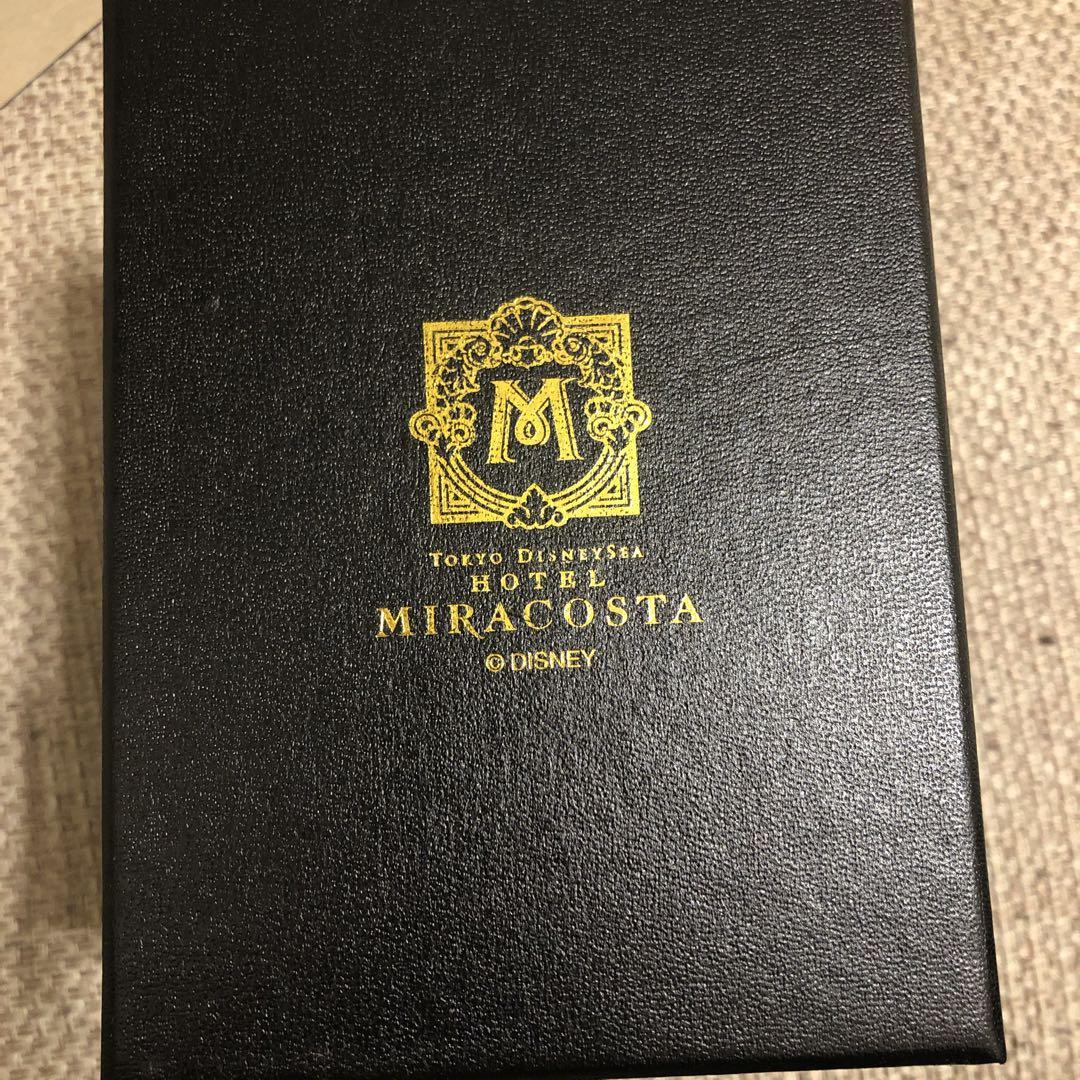 M
TOKYO DISNEYSEA
HOTEL
MIRACOSTA
© DISNEY